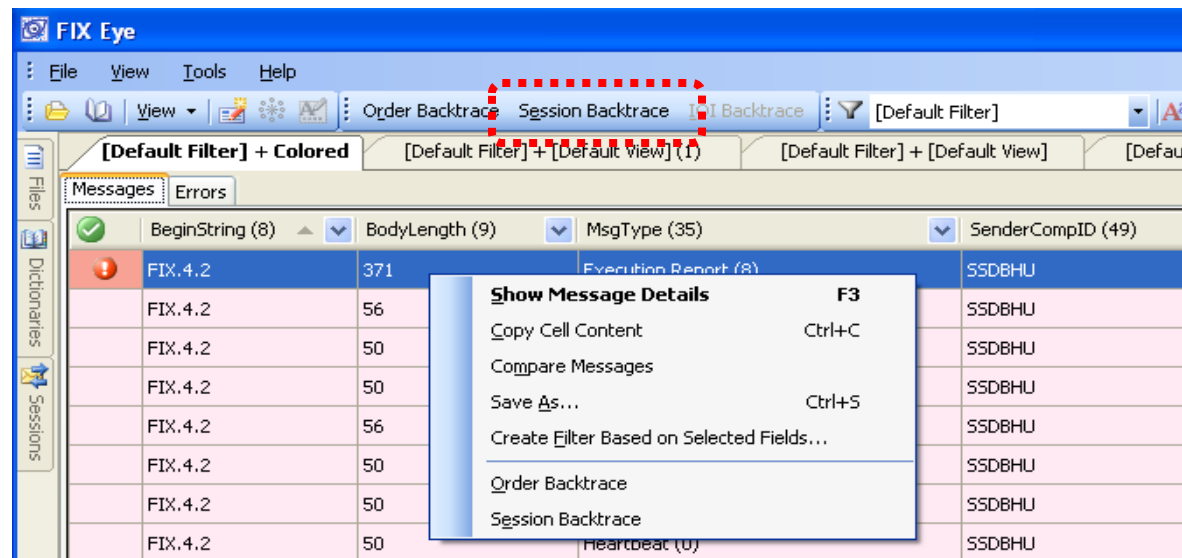 FIX Eye
File View Tools Help
View Order Backtrace Session Backtrace IOI Backtrace [Default Filter] A
[Default Filter] + Colored [Default Filter] + [Default View] (1) [Default Filter] + [Default View] [Defau
Files
Messages Errors
Dictionaries
Sessions
BeginString (8) BodyLength (9) MsgType (35) SenderCompID (49)
FIX.4.2 371 Execution Report (8) SSDBHU
FIX.4.2 56 SSDBHU
FIX.4.2 50 SSDBHU
FIX.4.2 50 SSDBHU
FIX.4.2 56 SSDBHU
FIX.4.2 50 SSDBHU
FIX.4.2 50 SSDBHU
FIX.4.2 50 Heartbeat (0) SSDBHU
Show Message Details F3
Copy Cell Content Ctrl+C
Compare Messages
Save As... Ctrl+S
Create Filter Based on Selected Fields...
Order Backtrace
Session Backtrace